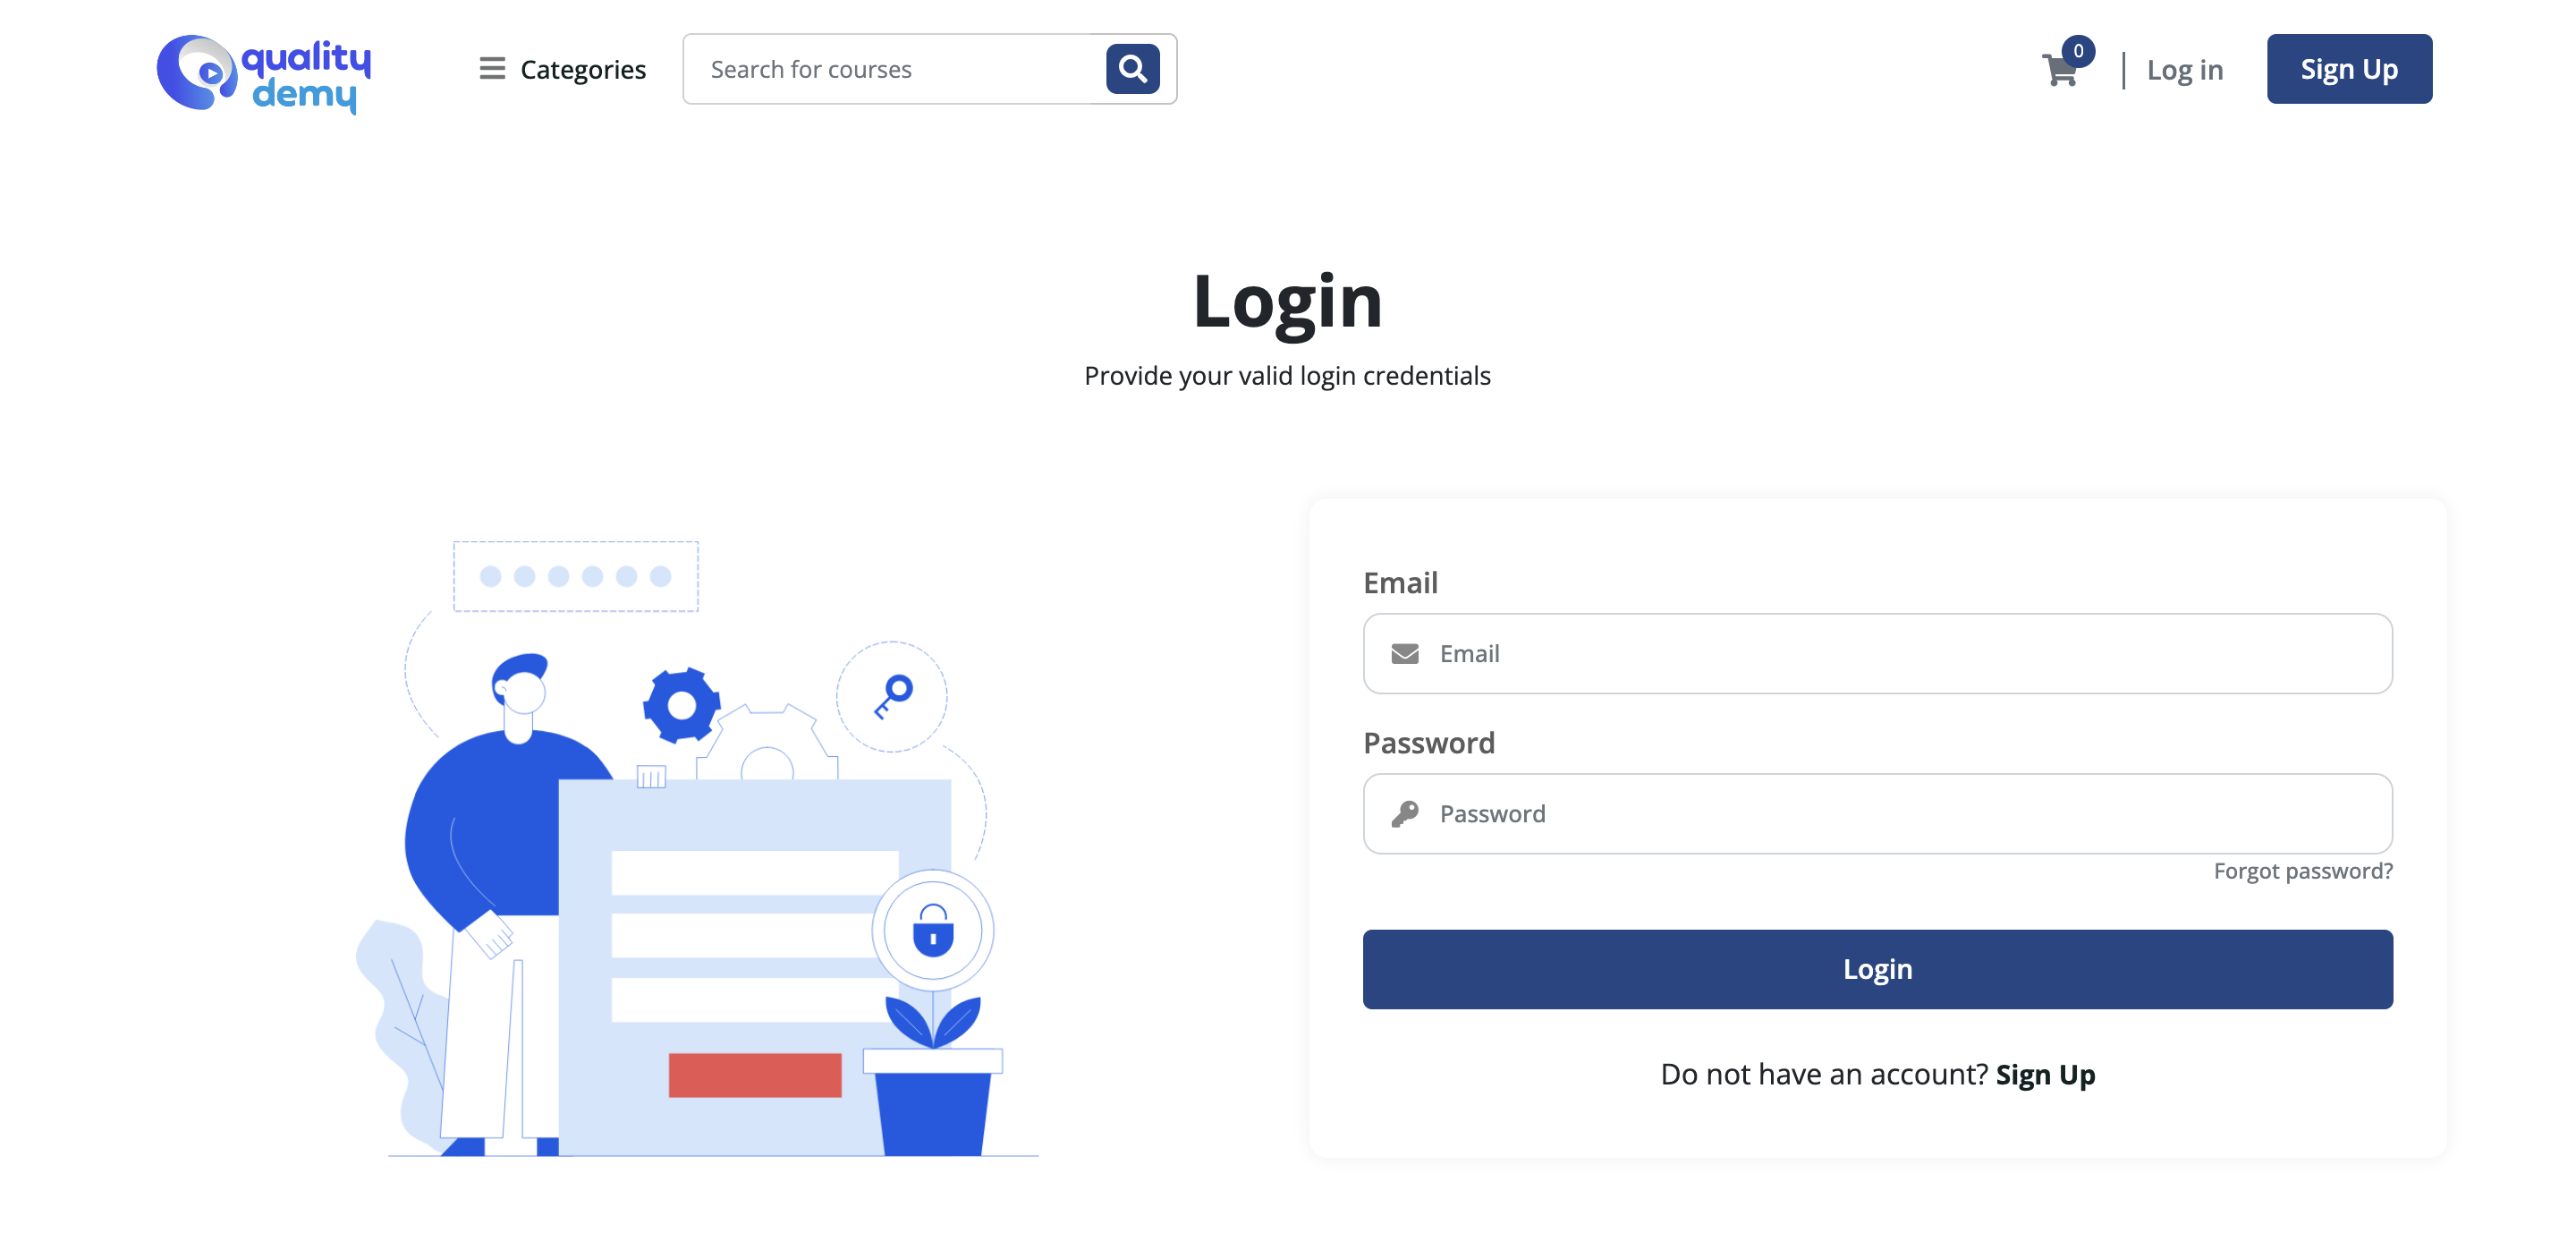 quality
demy
Categories
Search for courses
0
Log in
Sign Up
Login
Provide your valid login credentials
Email
Email
Password
Password
Forgot password?
Login
Do not have an account? Sign Up